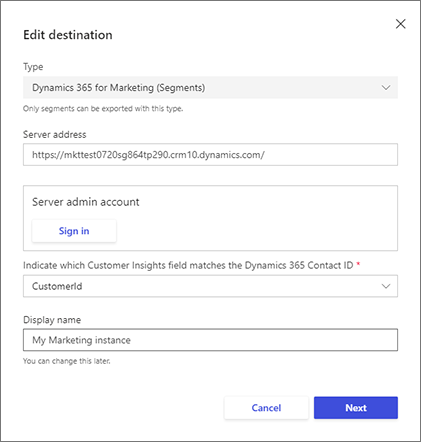 Edit destination
Type
Dynamics 365 for Marketing (Segments)
Only segments can be exported with this type.
Server address
https://mkttest0720sg864tp290.crm10.dynamics.com/
Server admin account
Sign in
Indicate which Customer Insights field matches the Dynamics 365 Contact ID *
CustomerId
Display name
My Marketing instance
You can change this later.
Cancel
Next